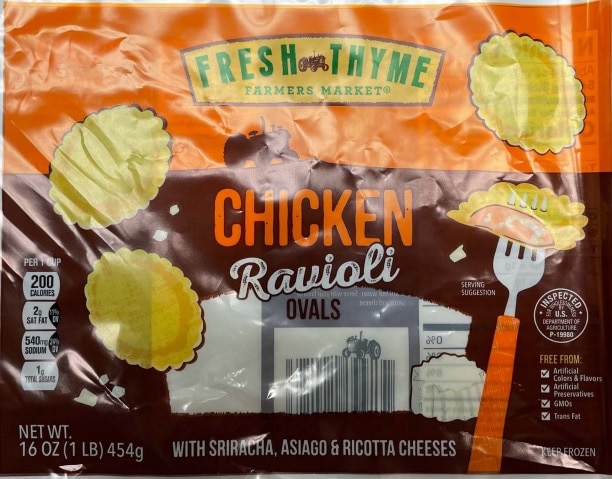 FRESH THYME
FARMERS MARKET®
CHICKEN
Ravioli
OVALS
PER 1 CUP
200
CALORIES
2g
SAT FAT
540mg
SODIUM
1g
TOTAL SUGARS
SERVING
SUGGESTION
INSPECTED
U.S.
DEPARTMENT OF
AGRICULTURE
P-19980
FREE FROM:
Artificial
Colors & Flavors
Artificial
Preservatives
GMOs
Trans Fat
NET WT.
16 OZ (1 LB) 454g
WITH SRIRACHA, ASIAGO & RICOTTA CHEESES
KEEP FROZEN